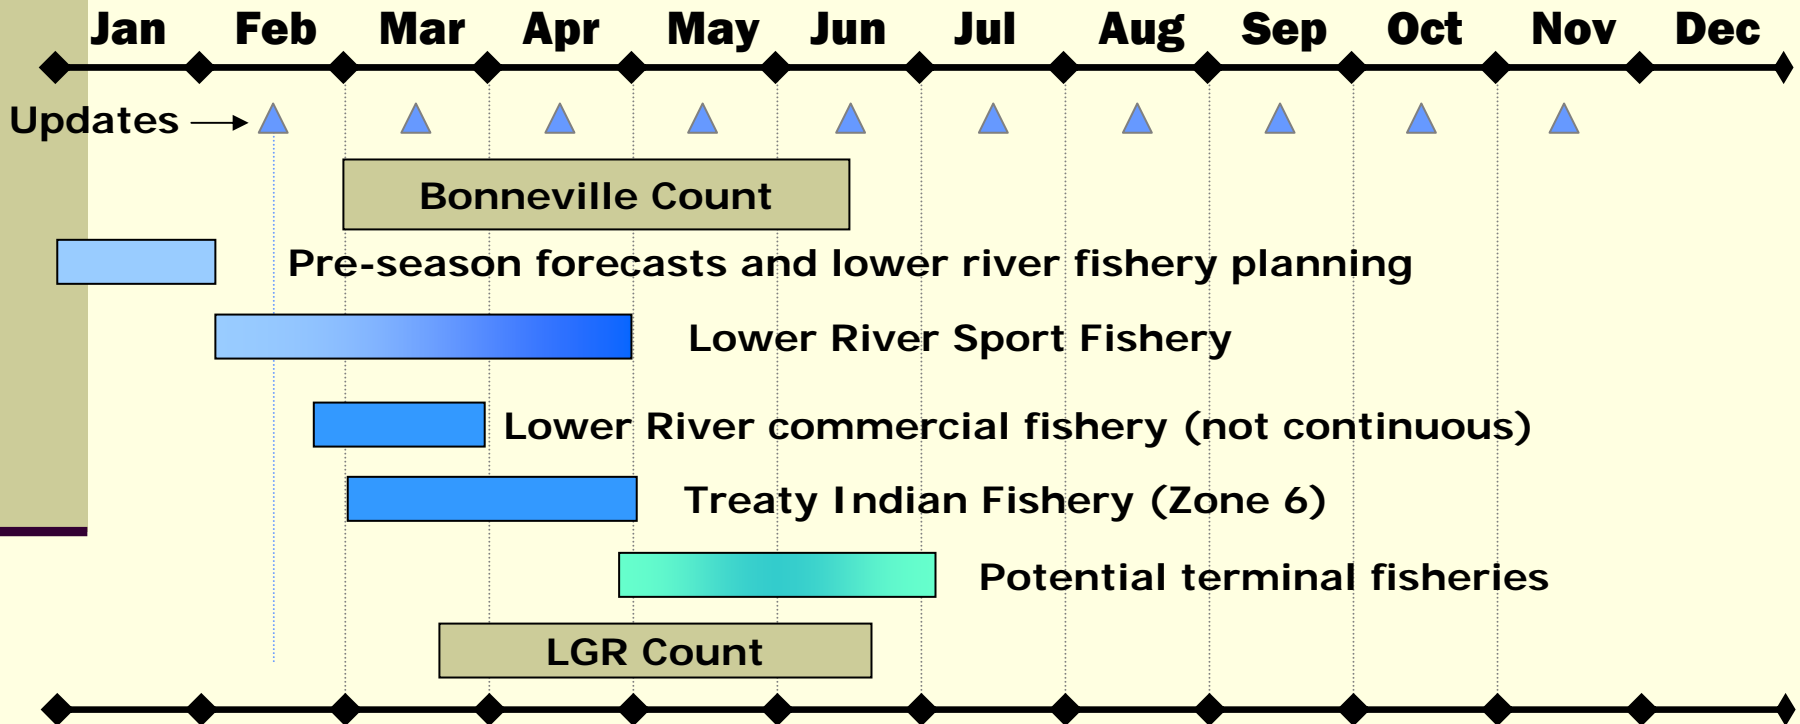 Jan Feb Mar Apr May Jun Jul Aug Sep Oct Nov Dec
Updates
Bonneville Count
Pre-season forecasts and lower river fishery planning
Lower River Sport Fishery
Lower River commercial fishery (not continuous)
Treaty Indian Fishery (Zone 6)
Potential terminal fisheries
LGR Count